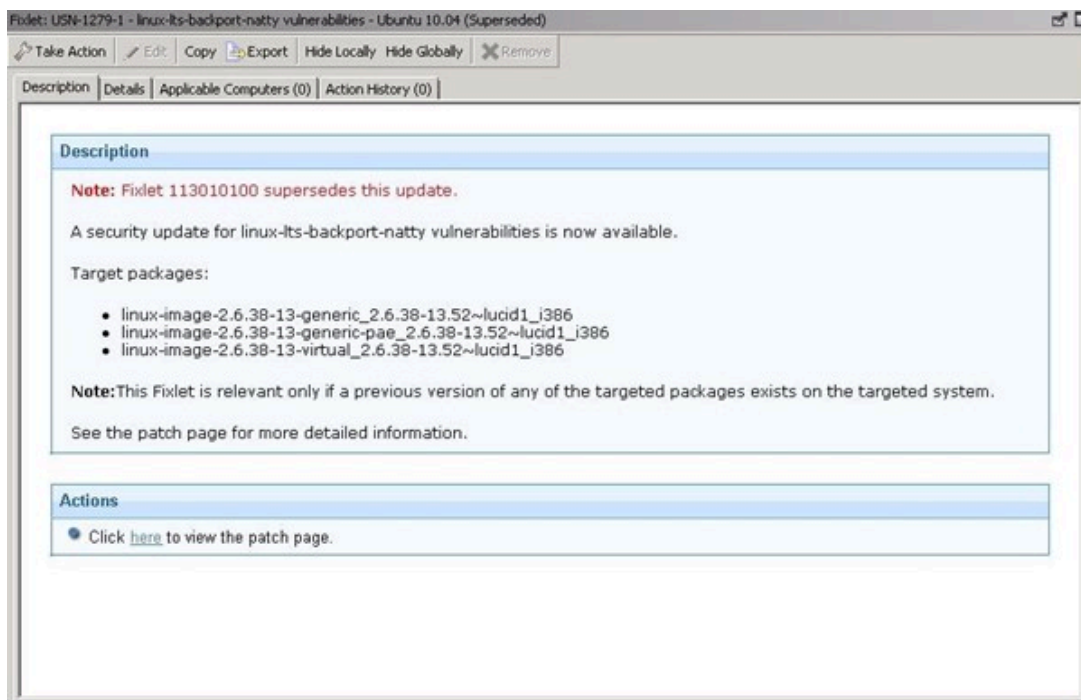 Fixlet: USN-1279-1 - linux-lts-backport-natty vulnerabilities - Ubuntu 10.04 (Superseded)
Take Action Edit Copy Export Hide Locally Hide Globally Remove
Description Details Applicable Computers (0) Action History (0)
Description
Note: Fixlet 113010100 supersedes this update.
A security update for linux-lts-backport-natty vulnerabilities is now available.
Target packages:
• linux-image-2.6.38-13-generic_2.6.38-13.52~lucid1_i386
• linux-image-2.6.38-13-generic-pae_2.6.38-13.52~lucid1_i386
• linux-image-2.6.38-13-virtual_2.6.38-13.52~lucid1_i386
Note:This Fixlet is relevant only if a previous version of any of the targeted packages exists on the targeted system.
See the patch page for more detailed information.
Actions
Click here to view the patch page.